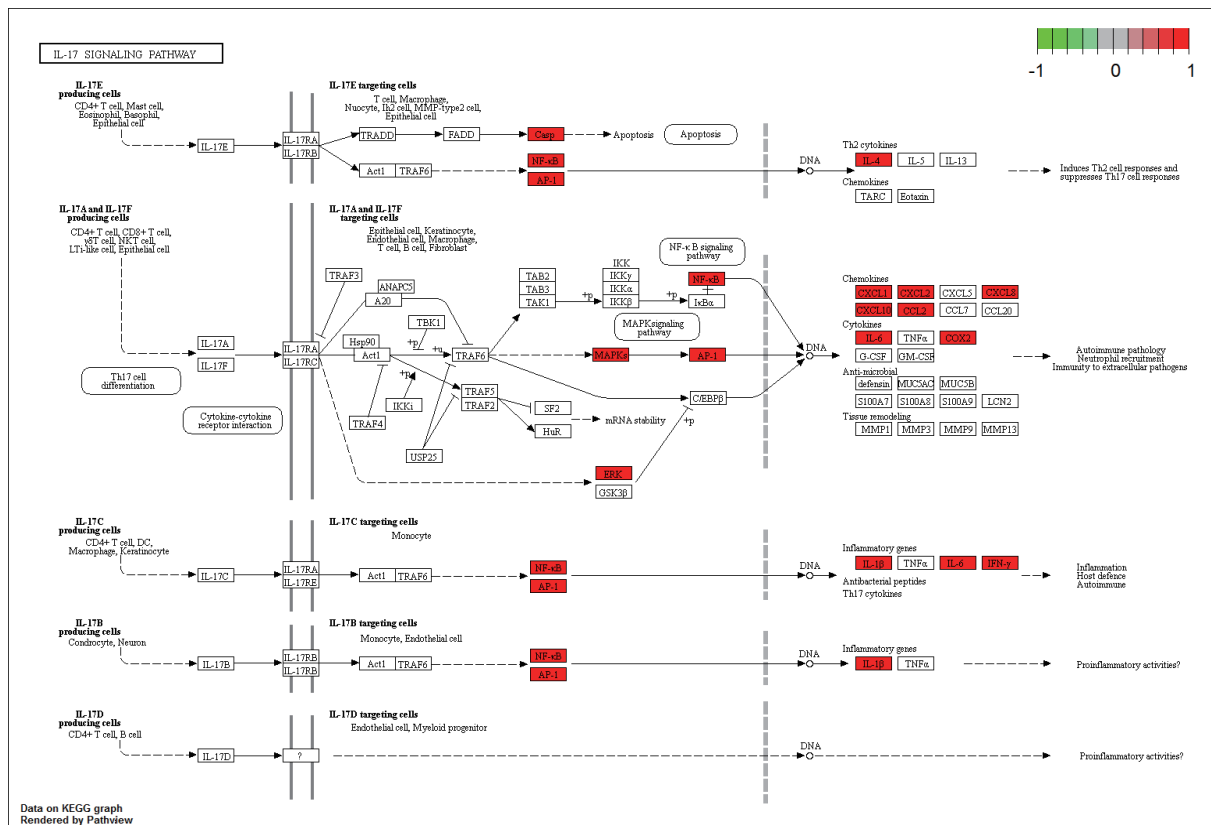 IL-17 SIGNALING PATHWAY
-1 0 1
IL-17E
producing cells
CD4+ T cell, Mast cell,
Eosinophil, Basophil,
Epithelial cell
IL-17E
IL-17RA
IL-17RB
IL-17E targeting cells
T cell, Macrophage,
Nuocyte, Ih2 cell, MMP-type2 cell,
Epithelial cell
TRADD
FADD
Casp
Apoptosis
Apoptosis
Act1
TRAF6
NF-κB
AP-1
DNA
Th2 cytokines
IL-4
IL-5
IL-13
Chemokines
TARC
Eotaxin
Induces Th2 cell responses and
suppresses Th17 cell responses
IL-17A and IL-17F
producing cells
CD4+ T cell, CD8+ T cell,
γδT cell, NKT cell,
LTi-like cell, Epithelial cell
IL-17A
IL-17F
Th17 cell
differentiation
Cytokine-cytokine
receptor interaction
IL-17RA
IL-17RC
IL-17A and IL-17F
targeting cells
Epithelial cell, Keratinocyte,
Endothelial cell, Macrophage,
T cell, B cell, Fibroblast
TRAF3
ANAPC5
A20
Hsp90
Act1
TBK1
+p
+u
TRAF6
+p
IKKi
TRAF4
TRAF5
TRAF2
USP25
SF2
HuR
mRNA stability
TAB2
TAB3
TAK1
+p
IKK
IKKγ
IKKα
IKKβ
+p
NF-κB signaling
pathway
NF-κB
IκBα
MAPK signaling
pathway
MAPKs
AP-1
C/EBPβ
+p
ERK
GSK3β
DNA
Chemokines
CXCL1
CXCL2
CXCL5
CXCL8
CXCL10
CCL2
CCL7
CCL20
Cytokines
IL-6
TNFα
COX2
G-CSF
GM-CSF
Anti-microbial
defensin
MUC5AC
MUC5B
S100A7
S100A8
S100A9
LCN2
Tissue remodeling
MMP1
MMP3
MMP9
MMP13
Autoimmune pathology
Neutrophil recruitment
Immunity to extracellular pathogens
IL-17C
producing cells
CD4+ T cell, DC,
Macrophage, Keratinocyte
IL-17C
IL-17RA
IL-17RE
IL-17C targeting cells
Monocyte
Act1
TRAF6
NF-κB
AP-1
DNA
Inflammatory genes
IL-1β
TNFα
IL-6
IFN-γ
Antibacterial peptides
Th17 cytokines
Inflammation
Host defence
Autoimmune
IL-17B
producing cells
Condrocyte, Neuron
IL-17B
IL-17RB
IL-17RB
IL-17B targeting cells
Monocyte, Endothelial cell
Act1
TRAF6
NF-κB
AP-1
DNA
Inflammatory genes
IL-1β
TNFα
Proinflammatory activities?
IL-17D
producing cells
CD4+ T cell, B cell
IL-17D
?
IL-17D targeting cells
Endothelial cell, Myeloid progenitor
DNA
Proinflammatory activities?
Data on KEGG graph
Rendered by Pathview